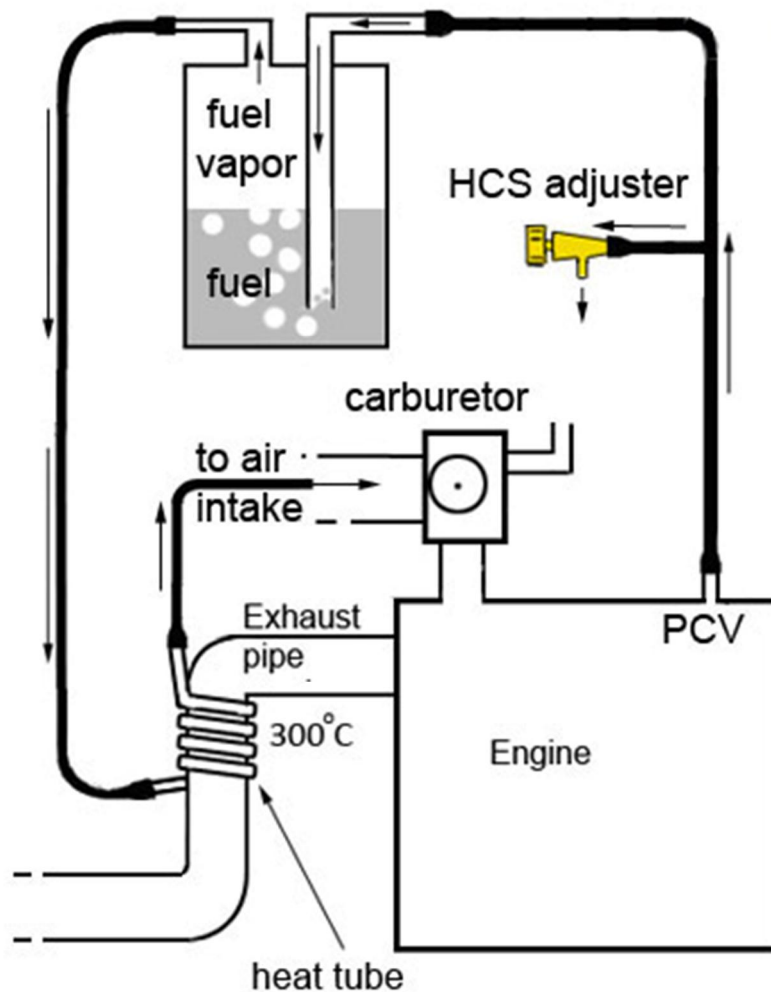 fuel
vapor
HCS adjuster
fuel
carburetor
to air
intake
Exhaust
pipe
PCV
300°C
Engine
heat tube